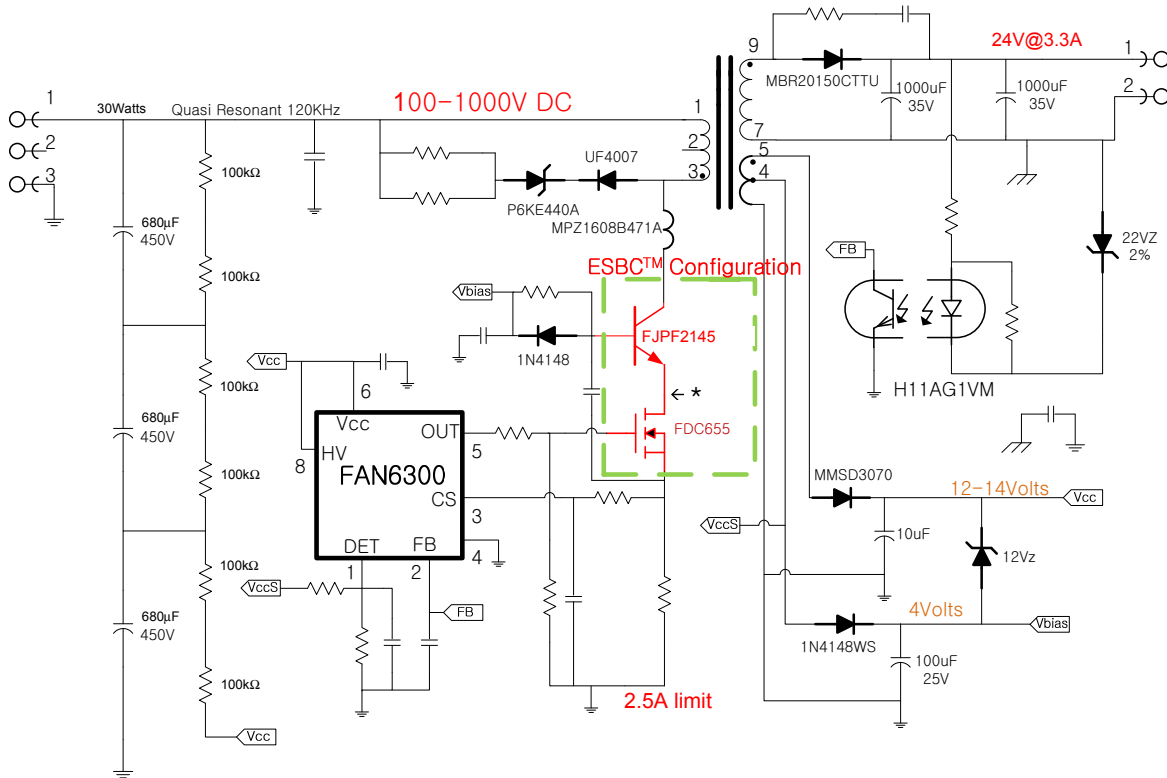 9
24V@3.3A
1
MBR20150CTTU
1
30Watts
Quasi Resonant 120KHz
100-1000V DC
1
1000uF
35V
1000uF
35V
2
2
2
7
3
100kΩ
UF4007
3
5
4
P6KE440A
MPZ1608B471A
680µF
450V
22VZ
2%
FB
ESBC™ Configuration
100kΩ
Vbias
FJPF2145
1N4148
H11AG1VM
Vcc
6
100kΩ
← *
Vcc
OUT
FDC655
680µF
450V
5
8
HV
FAN6300
100kΩ
MMSD3070
12-14Volts
CS
Vcc
3
VccS
10uF
DET
FB
4
12Vz
1
2
100kΩ
VccS
4Volts
FB
680µF
450V
Vbias
1N4148WS
100uF
25V
100kΩ
2.5A limit
Vcc